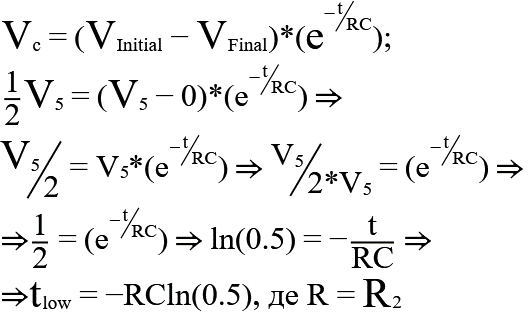 V_c = (V_Initial − V_Final)*(e^(−t/RC));
1/2 V_5 = (V_5 − 0)*(e^(−t/RC)) ⇒
V_5/2 = V_5*(e^(−t/RC)) ⇒ V_5/2*V_5 = (e^(−t/RC)) ⇒
⇒ 1/2 = (e^(−t/RC)) ⇒ ln(0.5) = − t/RC ⇒
⇒ t_low = −RCln(0.5), де R = R_2